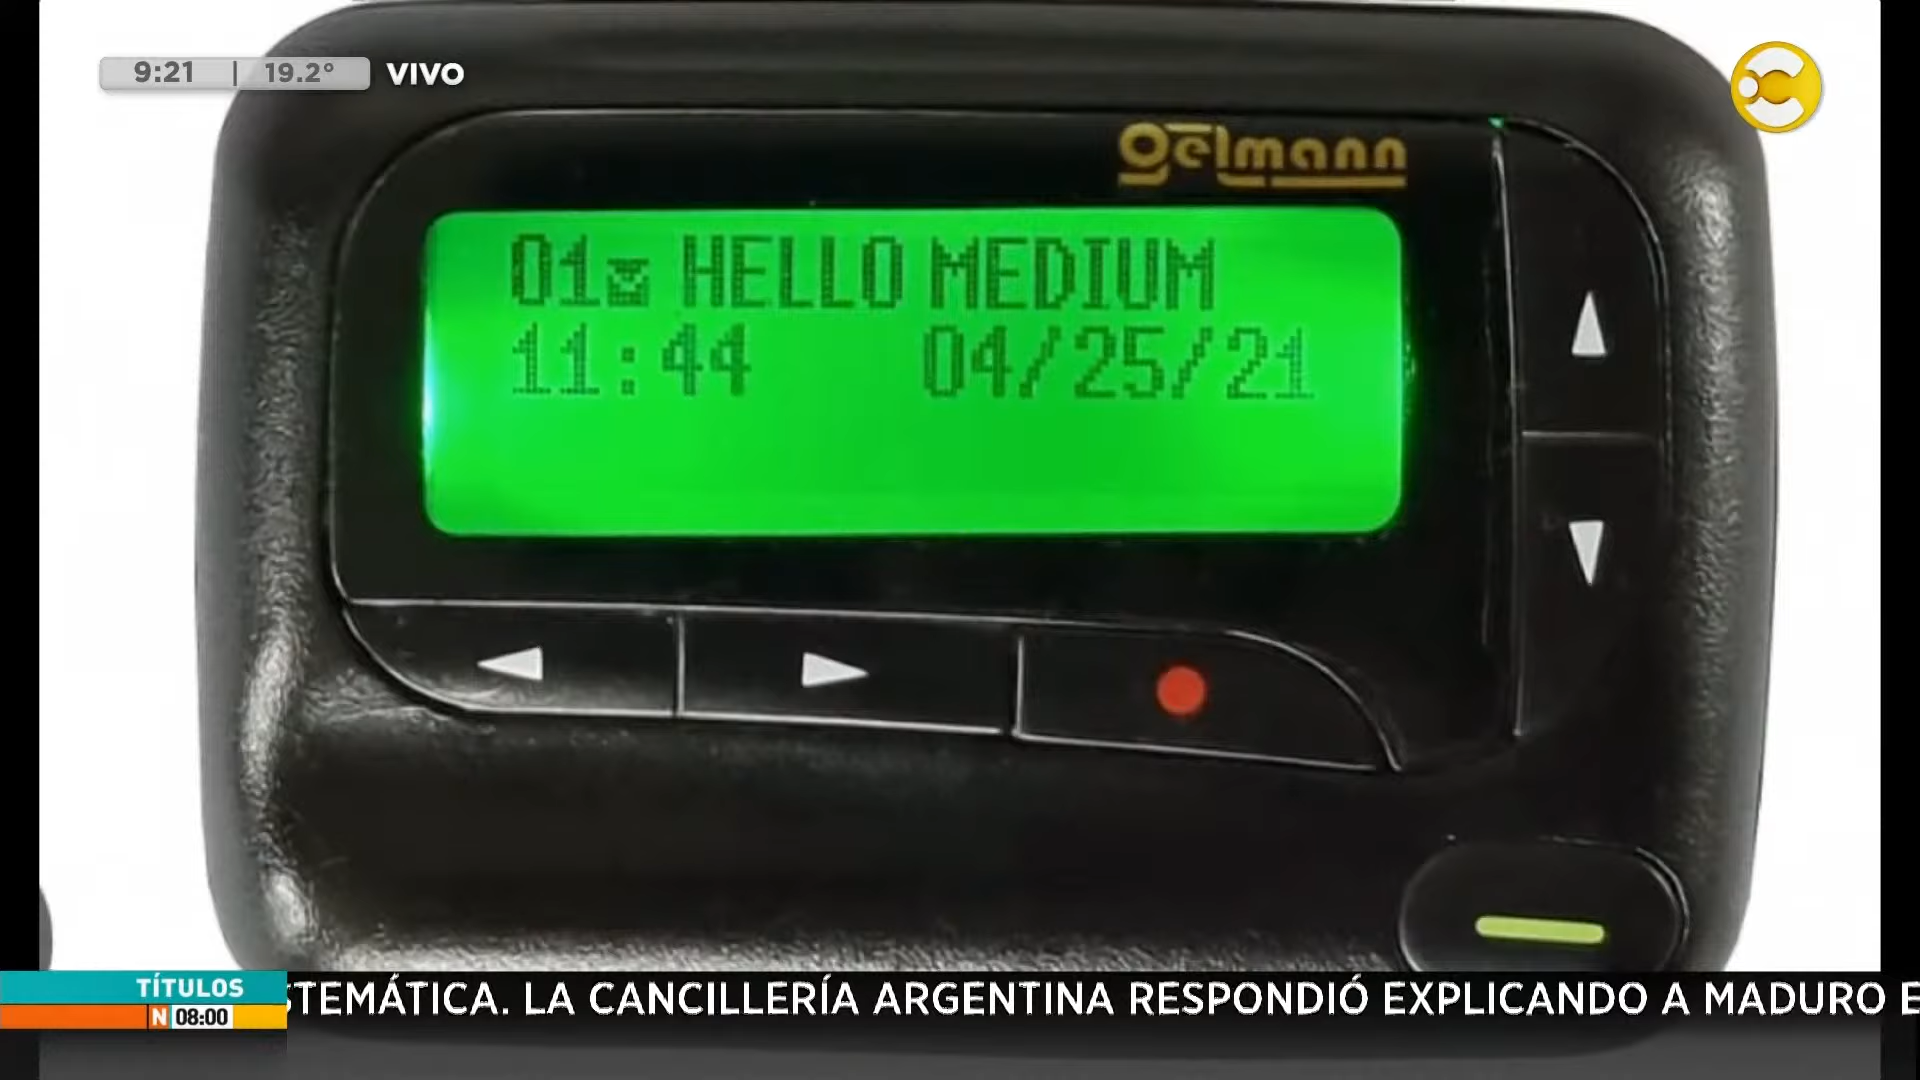 9:21 | 19.2° VIVO
oelmann
01 HELLO MEDIUM
11:44 04/25/21
TÍTULOS
N 08:00
STEMÁTICA. LA CANCILLERÍA ARGENTINA RESPONDIÓ EXPLICANDO A MADURO E